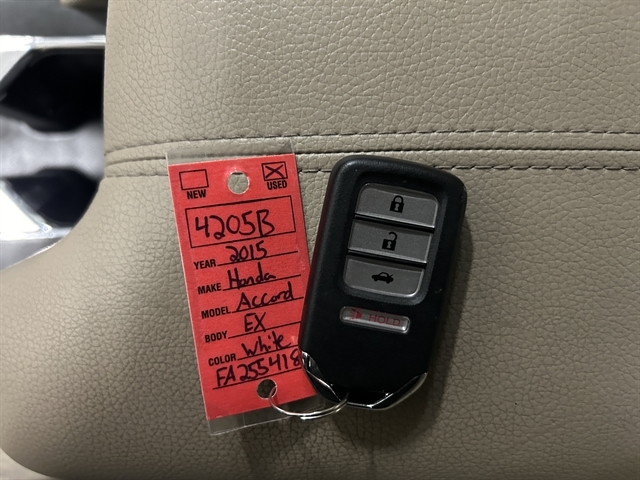 NEW USED
4205B
YEAR 2015
MAKE Honda
MODEL Accord
BODY EX
COLOR White
FA255418
HOLD